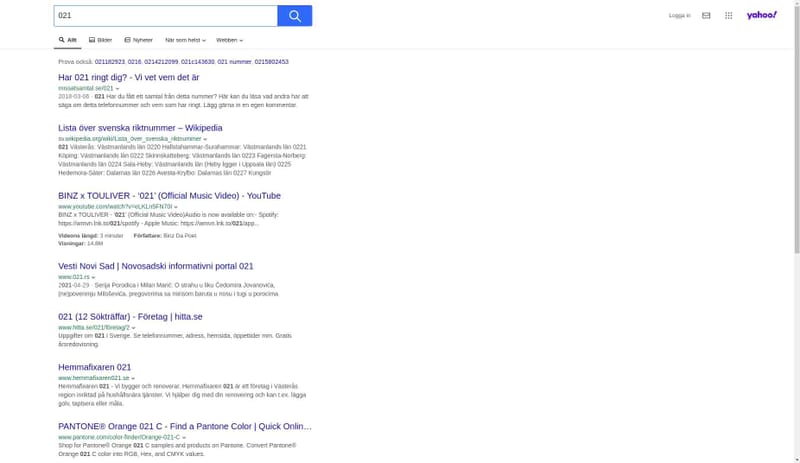 021
Logga in
yahoo!
Allt Bilder Nyheter När som helst Webben
Prova också: 021182923, 0216, 0214212099, 021c143639, 021 nummer, 0215802453
Har 021 ringt dig? - Vi vet vem det är
missatsamtal.se/021
2018-03-08 · 021 Har du fått ett samtal från detta nummer? Här kan du läsa vad andra har att
säga om detta telefonnummer och vem som har ringt. Lägg gärna in en egen kommentar.
Lista över svenska riktnummer – Wikipedia
sv.wikipedia.org/wiki/Lista_över_svenska_riktnummer
021 Västerås: Västmanlands län 0220 Hallstahammar-Surahammar: Västmanlands län 0221
Köping: Västmanlands län 0222 Skinnskatteberg: Västmanlands län 0223 Fagersta-Norberg:
Västmanlands län 0224 Sala-Heby: Västmanlands län (Heby ligger i Uppsala län) 0225
Hedemora-Säter: Dalarnas län 0226 Avesta-Krylbo: Dalarnas län 0227 Kungsör
BINZ x TOULIVER - '021' (Official Music Video) - YouTube
www.youtube.com/watch?v=eLKLn5FN70I
BINZ x TOULIVER - '021' (Official Music Video)Audio is now available on:- Spotify:
https://wmvn.lnk.to/021/spotify - Apple Music: https://wmvn.lnk.to/021/app...
Videons längd: 3 minuter Författare: Binz Da Poet
Visningar: 14.6M
Vesti Novi Sad | Novosadski informativni portal 021
www.021.rs
2021-04-29 · Serija Porodica i Milan Marić: O strahu u liku Čedomira Jovanovića,
(ne)poverenju Miloševića, pregovorima sa mirisom baruta u nosu i tugi u porocima
021 (12 Sökträffar) - Företag | hitta.se
www.hitta.se/021/företag/2
Uppgifter om 021 i Sverige. Se telefonnummer, adress, hemsida, öppettider mm. Gratis
årsredovisning.
Hemmafixaren 021
www.hemmafixaren021.se
Hemmafixaren 021 - Vi bygger och renoverar. Hemmafixaren 021 är ett företag i Västerås
region inriktad på hushållsnära tjänster. Vi hjälper dig med din renovering och kan t.ex. lägga
golv, tapetsera eller måla.
PANTONE® Orange 021 C - Find a Pantone Color | Quick Onlin…
www.pantone.com/color-finder/Orange-021-C
Shop for Pantone® Orange 021 C samples and products on Pantone. Convert Pantone®
Orange 021 C color into RGB, Hex, and CMYK values.